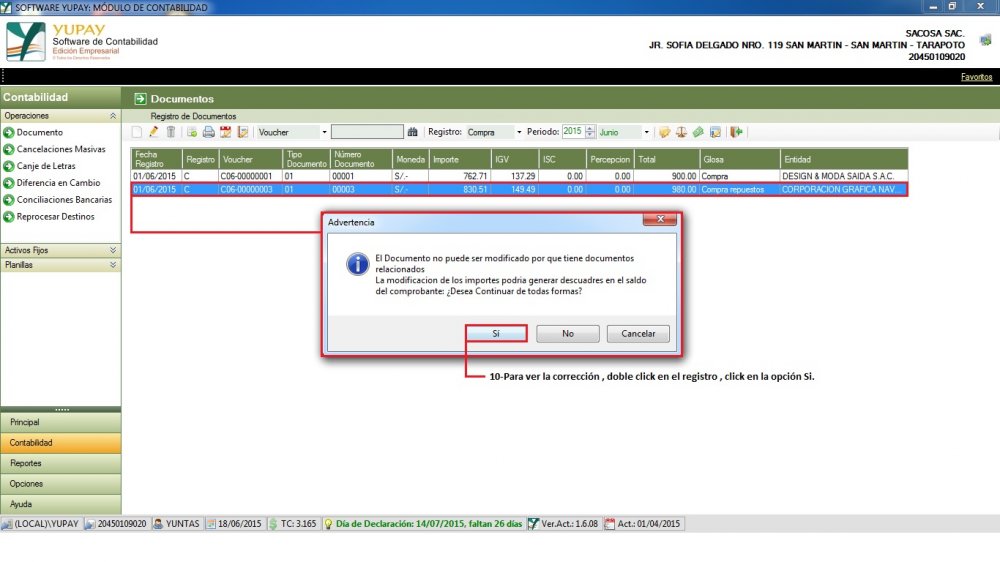 SOFTWARE YUPAY: MÓDULO DE CONTABILIDAD
YUPAY
Software de Contabilidad
Edición Empresarial
© Todos los Derechos Reservados
SACOSA SAC.
JR. SOFIA DELGADO NRO. 119 SAN MARTIN - SAN MARTIN - TARAPOTO
20450109020
Favoritos
Contabilidad
Documentos
Operaciones
Registro de Documentos
Documento
Cancelaciones Masivas
Canje de Letras
Diferencia en Cambio
Conciliaciones Bancarias
Reprocesar Destinos
Activos Fijos
Planillas
Voucher
Registro: Compra
Periodo: 2015 Junio
Fecha Registro Registro Voucher Tipo Documento Número Documento Moneda Importe IGV ISC Percepcion Total Glosa Entidad
01/06/2015 C C06-00000001 01 00001 S/.- 762.71 137.29 0.00 0.00 900.00 Compra DESIGN & MODA SAIDA S.A.C.
01/06/2015 C C06-00000003 01 00003 S/.- 830.51 149.49 0.00 0.00 980.00 Compra repuestos CORPORACION GRAFICA NAV...
Advertencia
El Documento no puede ser modificado por que tiene documentos
relacionados
La modificacion de los importes podria generar descuadres en el saldo
del comprobante: ¿Desea Continuar de todas formas?
Sí No Cancelar
10-Para ver la corrección , doble click en el registro , click en la opción Si.
Principal
Contabilidad
Reportes
Opciones
Ayuda
(LOCAL)\YUPAY 20450109020 YUNTAS 18/06/2015 TC: 3.165 Día de Declaración: 14/07/2015, faltan 26 días Ver.Act.: 1.6.08 Act.: 01/04/2015